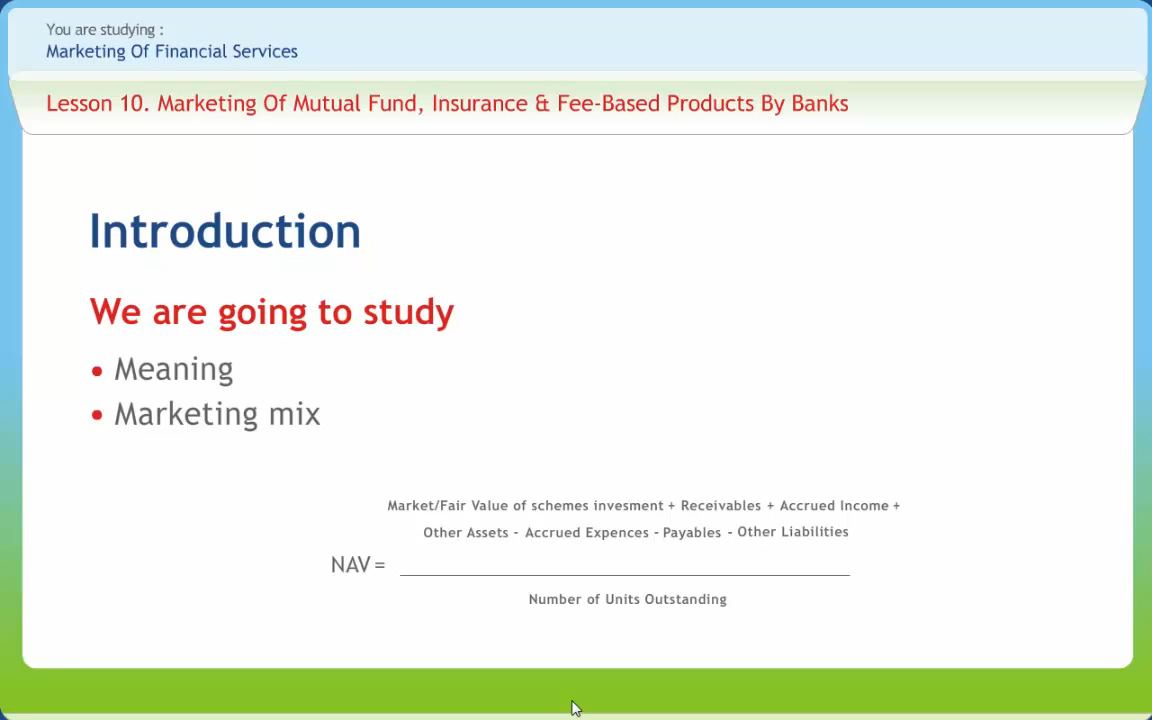 You are studying :
Marketing Of Financial Services
Lesson 10. Marketing Of Mutual Fund, Insurance & Fee-Based Products By Banks
Introduction
We are going to study
• Meaning
• Marketing mix
Market/Fair Value of schemes invesment + Receivables + Accrued Income +
Other Assets - Accrued Expences - Payables - Other Liabilities
NAV =
Number of Units Outstanding